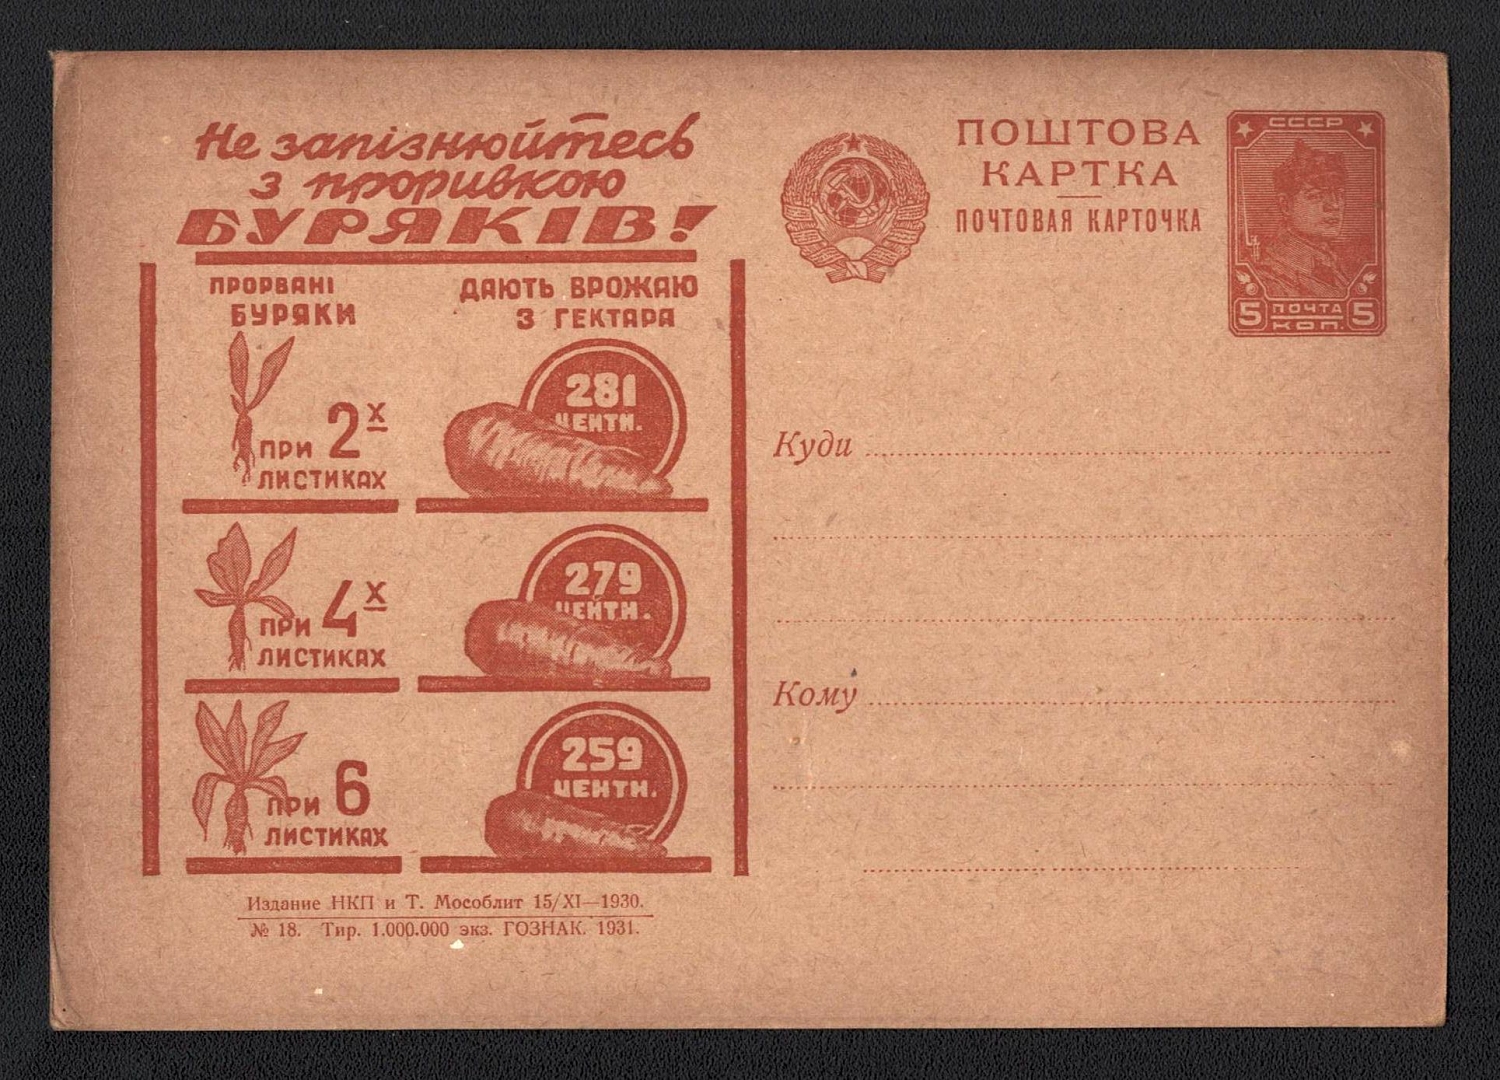 Не запізнюйтесь
з проривкою
БУРЯКІВ!
ПРОРВАНІ
БУРЯКИ
ДАЮТЬ ВРОЖАЮ
З ГЕКТАРА
ПРИ 2х
ЛИСТИКАХ
281
ЦЕНТН.
ПРИ 4х
ЛИСТИКАХ
279
ЦЕНТН.
ПРИ 6
ЛИСТИКАХ
259
ЦЕНТН.
Издание НКП и Т. Мособлит 15/XI—1930.
№ 18. Тир. 1.000.000 экз. ГОЗНАК. 1931.
ПОШТОВА
КАРТКА
ПОЧТОВАЯ КАРТОЧКА
СССР
5 ПОЧТА 5
КОП.
Куди
Кому